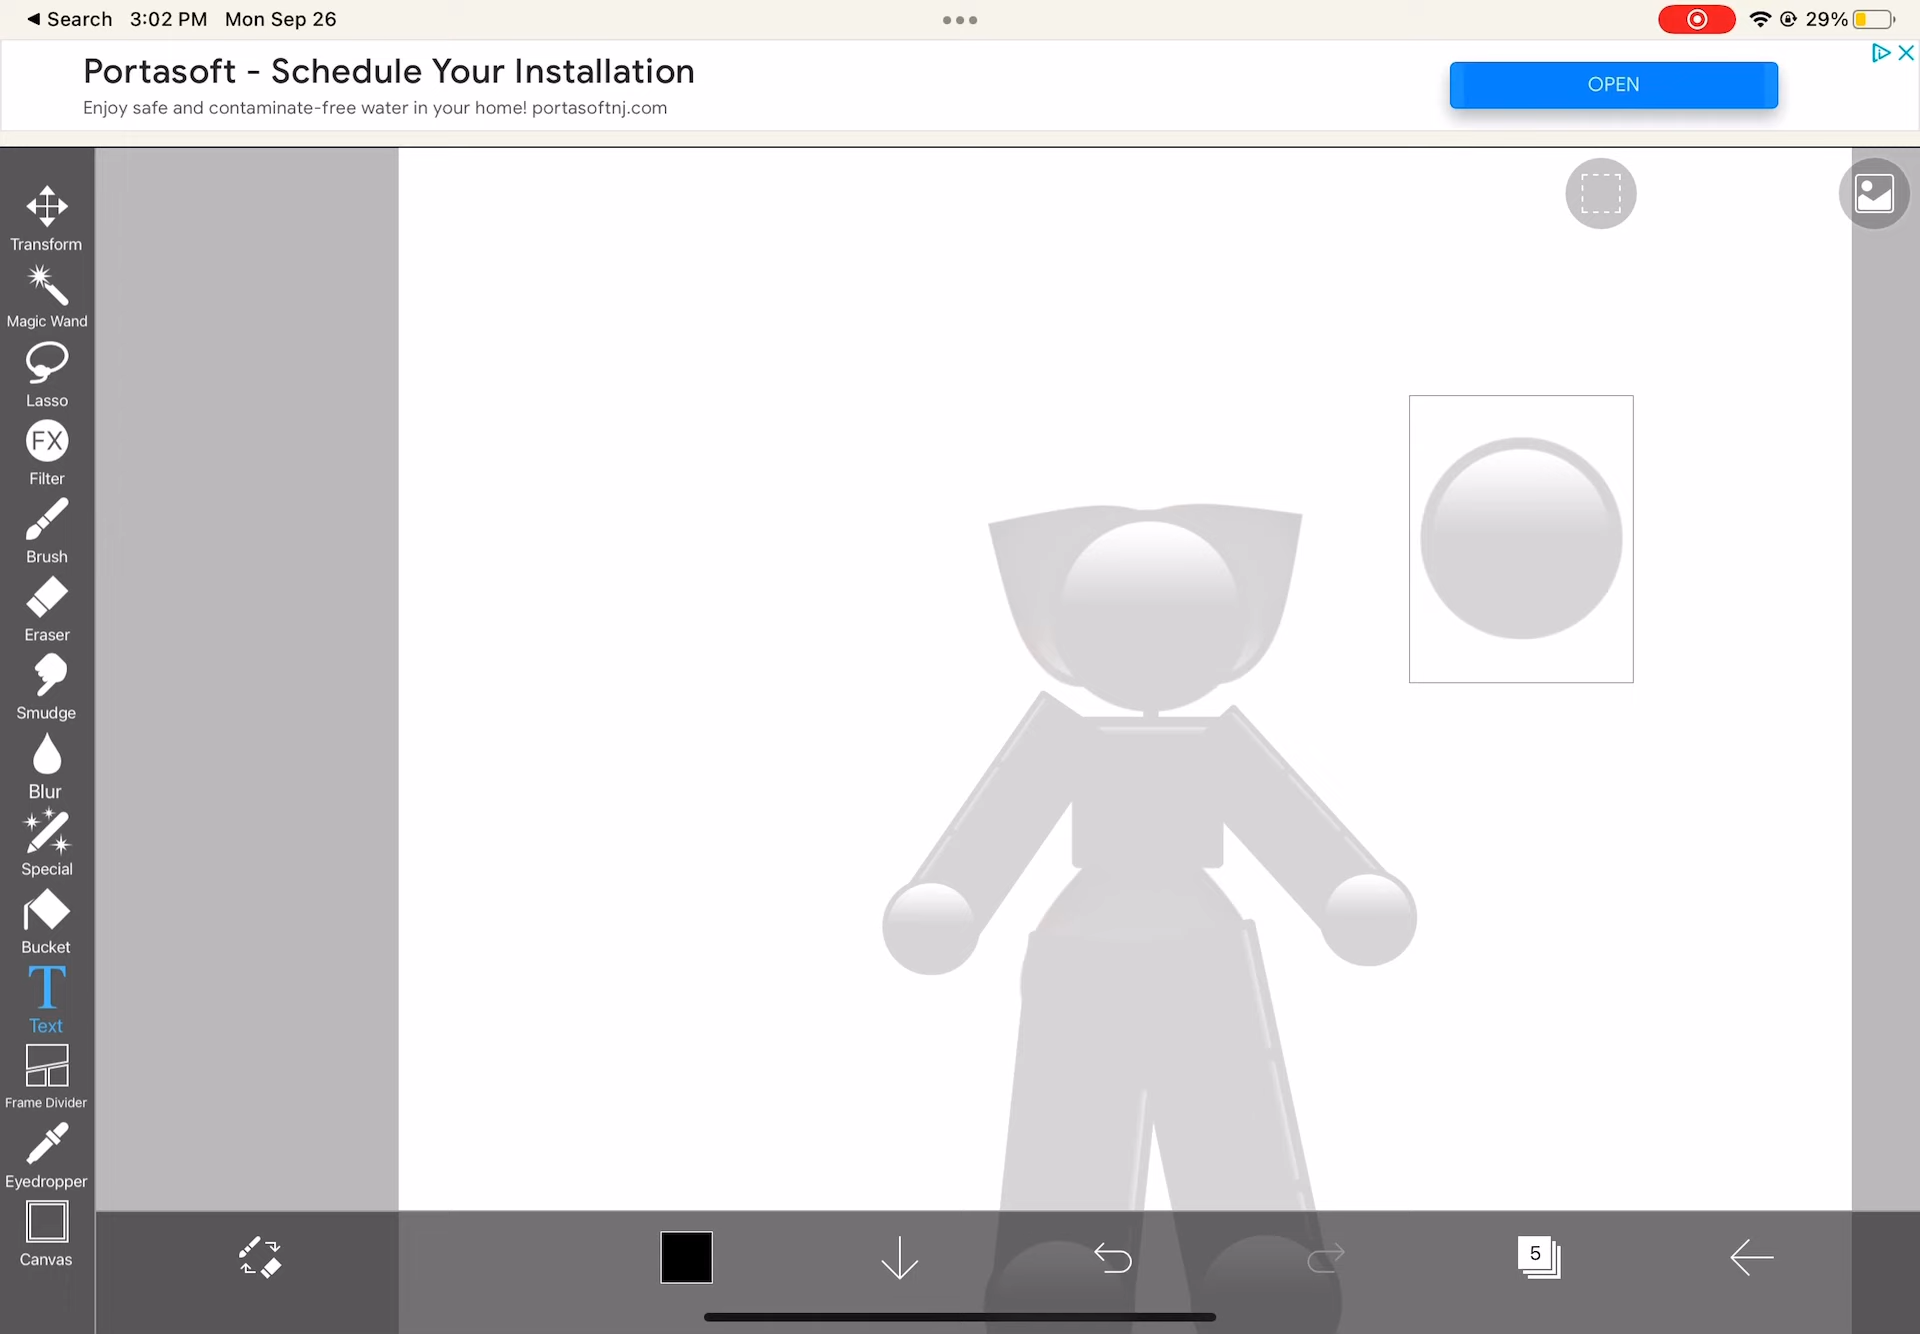 Search 3:02 PM Mon Sep 26
29%
Portasoft - Schedule Your Installation
Enjoy safe and contaminate-free water in your home! portasoftnj.com
OPEN
Transform
Magic Wand
Lasso
FX
Filter
Brush
Eraser
Smudge
Blur
Special
Bucket
T
Text
Frame Divider
Eyedropper
Canvas
5